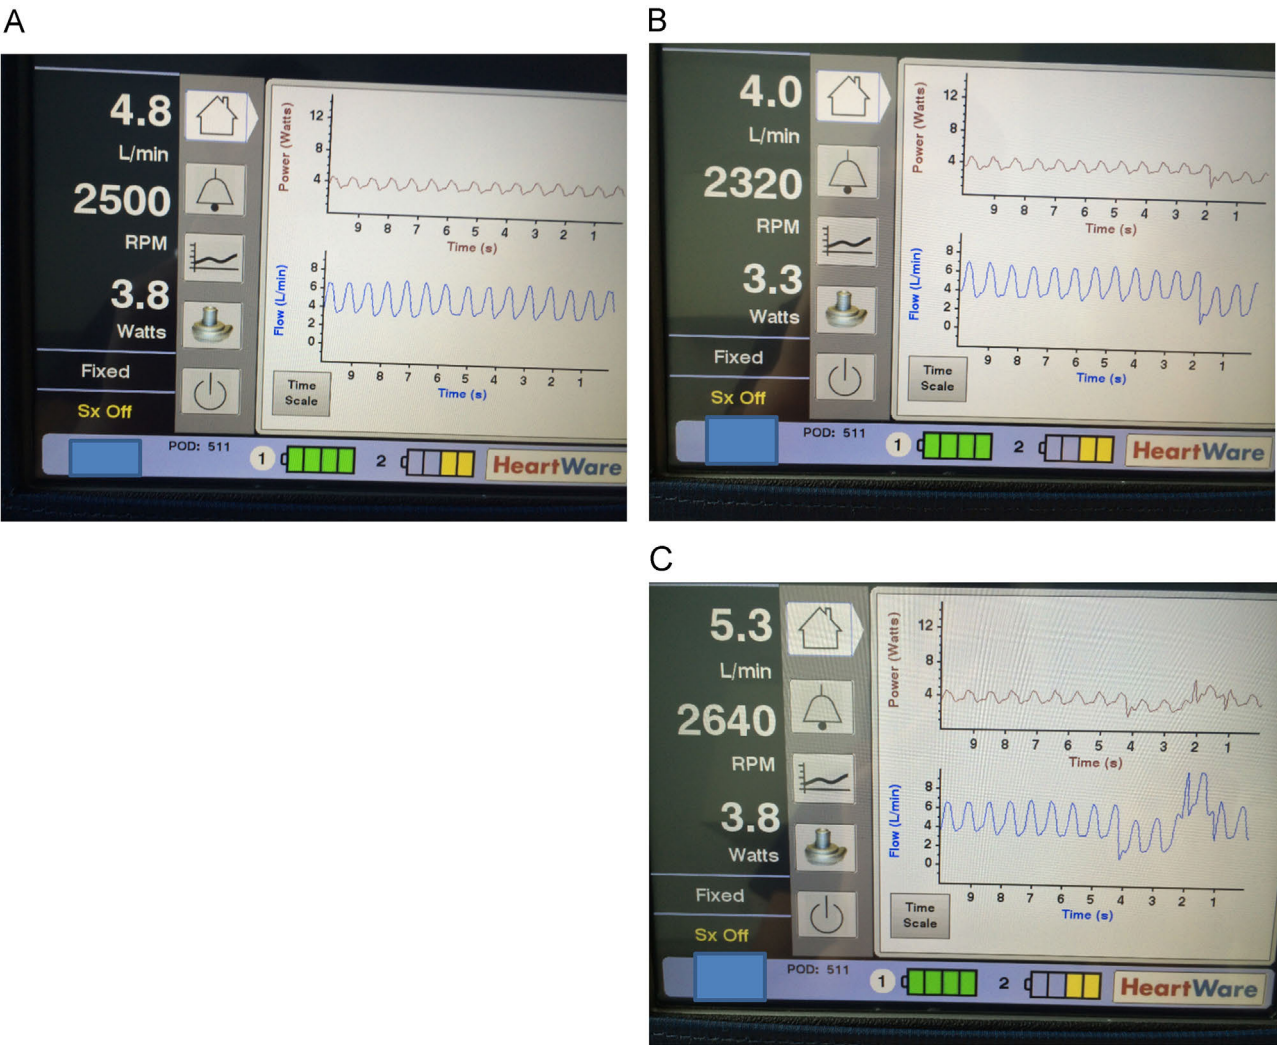 A
4.8
L/min
2500
RPM
3.8
Watts
Fixed
Sx Off
Power (Watts)
12
8
4
9 8 7 6 5 4 3 2 1
Time (s)
Flow (L/min)
8
6
4
2
0
9 8 7 6 5 4 3 2 1
Time (s)
Time
Scale
POD: 511
1
2
HeartWare
B
4.0
L/min
2320
RPM
3.3
Watts
Fixed
Sx Off
Power (Watts)
12
8
4
9 8 7 6 5 4 3 2 1
Time (s)
Flow (L/min)
8
6
4
2
0
9 8 7 6 5 4 3 2 1
Time (s)
Time
Scale
POD: 511
1
2
HeartWare
C
5.3
L/min
2640
RPM
3.8
Watts
Fixed
Sx Off
Power (Watts)
12
8
4
9 8 7 6 5 4 3 2 1
Time (s)
Flow (L/min)
8
6
4
2
0
9 8 7 6 5 4 3 2 1
Time (s)
Time
Scale
POD: 511
1
2
HeartWare